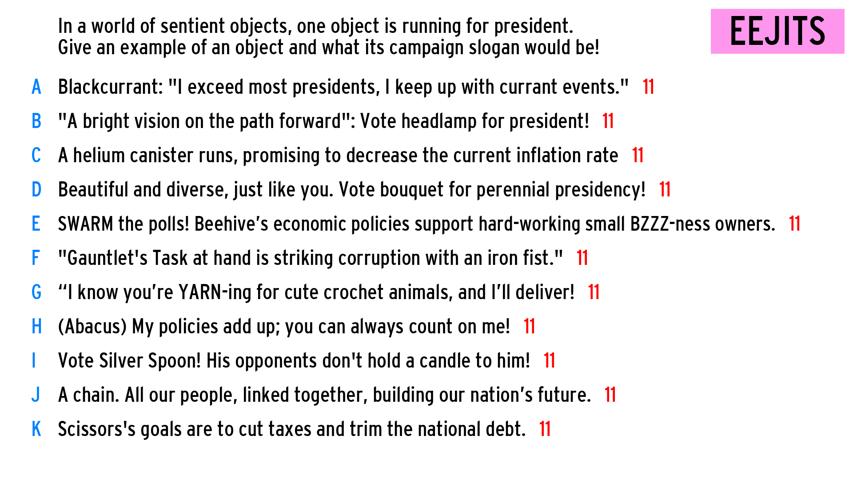 In a world of sentient objects, one object is running for president.
Give an example of an object and what its campaign slogan would be!
EEJITS
A Blackcurrant: "I exceed most presidents, I keep up with currant events." 11
B "A bright vision on the path forward": Vote headlamp for president! 11
C A helium canister runs, promising to decrease the current inflation rate 11
D Beautiful and diverse, just like you. Vote bouquet for perennial presidency! 11
E SWARM the polls! Beehive’s economic policies support hard-working small BZZZ-ness owners. 11
F "Gauntlet's Task at hand is striking corruption with an iron fist." 11
G “I know you’re YARN-ing for cute crochet animals, and I’ll deliver! 11
H (Abacus) My policies add up; you can always count on me! 11
I Vote Silver Spoon! His opponents don't hold a candle to him! 11
J A chain. All our people, linked together, building our nation’s future. 11
K Scissors's goals are to cut taxes and trim the national debt. 11